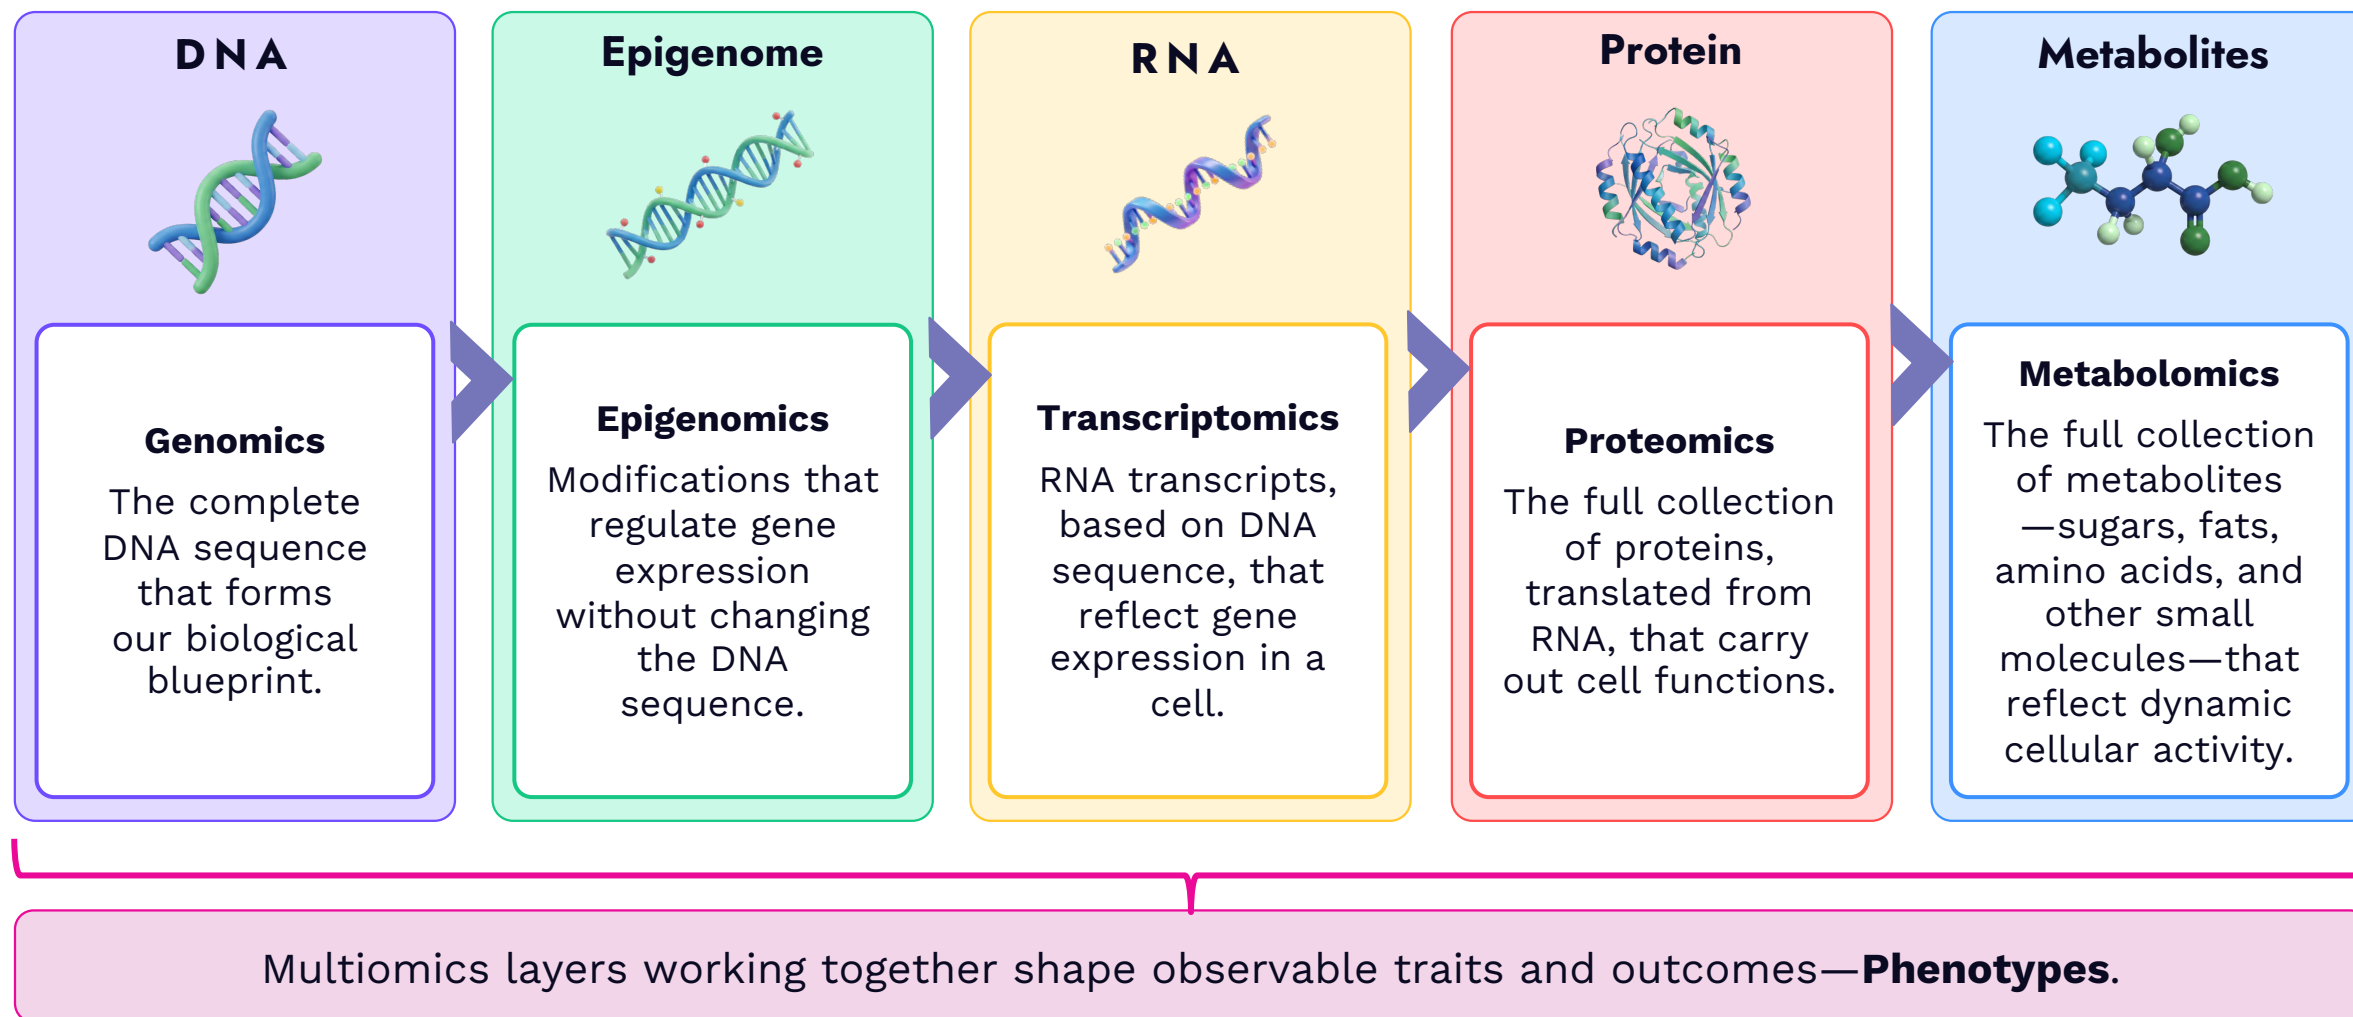 DNA
Genomics
The complete
DNA sequence
that forms
our biological
blueprint.
Epigenome
Epigenomics
Modifications that
regulate gene
expression
without changing
the DNA
sequence.
RNA
Transcriptomics
RNA transcripts,
based on DNA
sequence, that
reflect gene
expression in a
cell.
Protein
Proteomics
The full collection
of proteins,
translated from
RNA, that carry
out cell functions.
Metabolites
Metabolomics
The full collection
of metabolites
—sugars, fats,
amino acids, and
other small
molecules—that
reflect dynamic
cellular activity.
Multiomics layers working together shape observable traits and outcomes—Phenotypes.